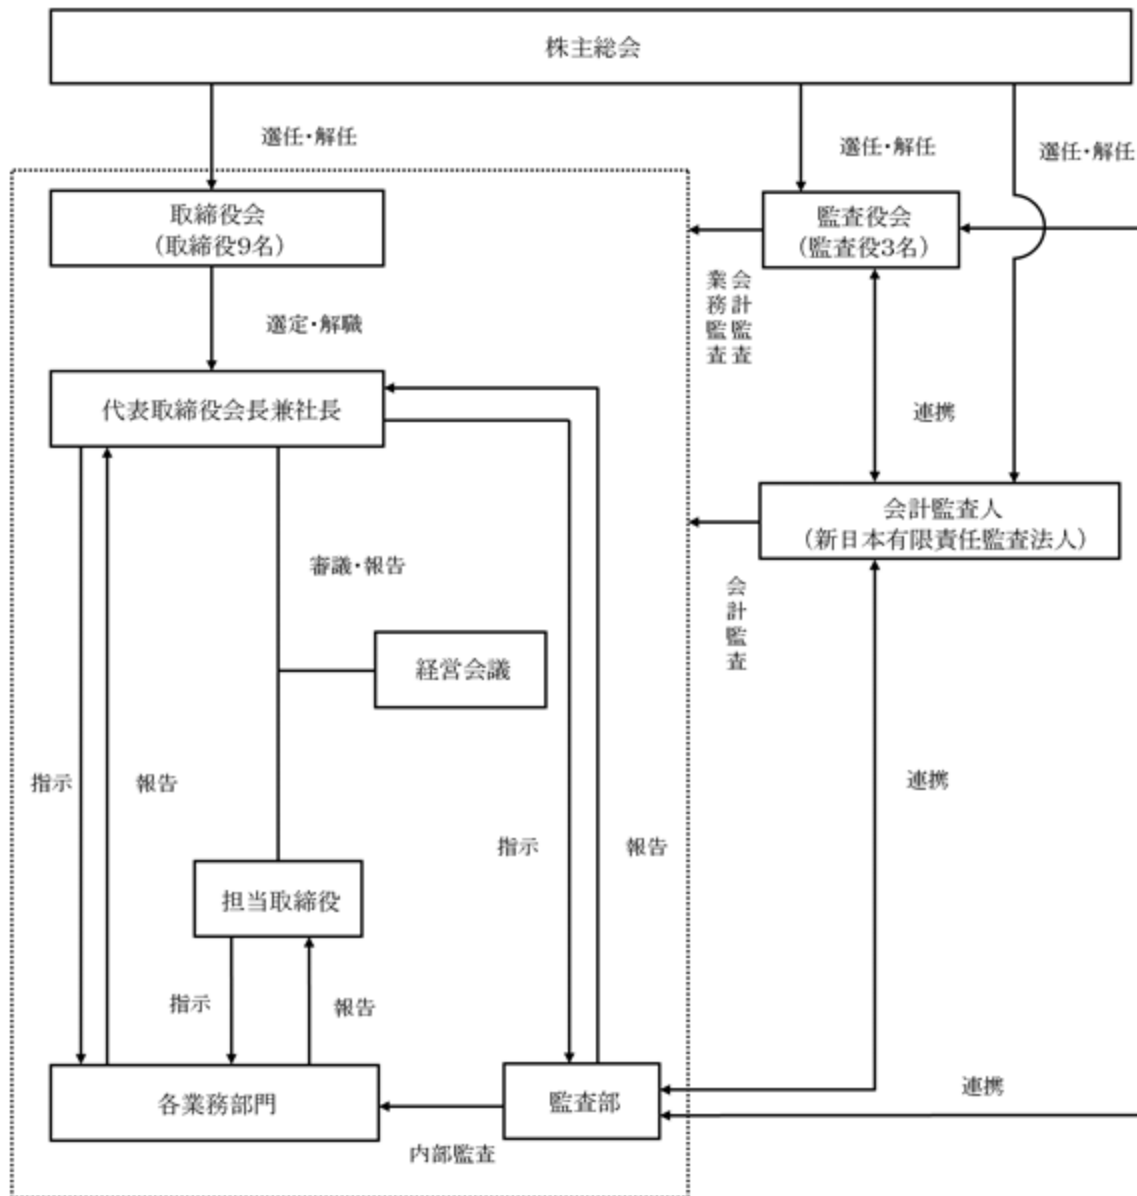 株主総会
選任・解任
選任・解任
選任・解任
取締役会
（取締役9名）
監査役会
（監査役3名）
業務監査
会計監査
選定・解職
代表取締役会長兼社長
連携
会計監査人
（新日本有限責任監査法人）
審議・報告
会計監査
経営会議
指示
報告
連携
指示
報告
担当取締役
指示
報告
各業務部門
監査部
連携
内部監査